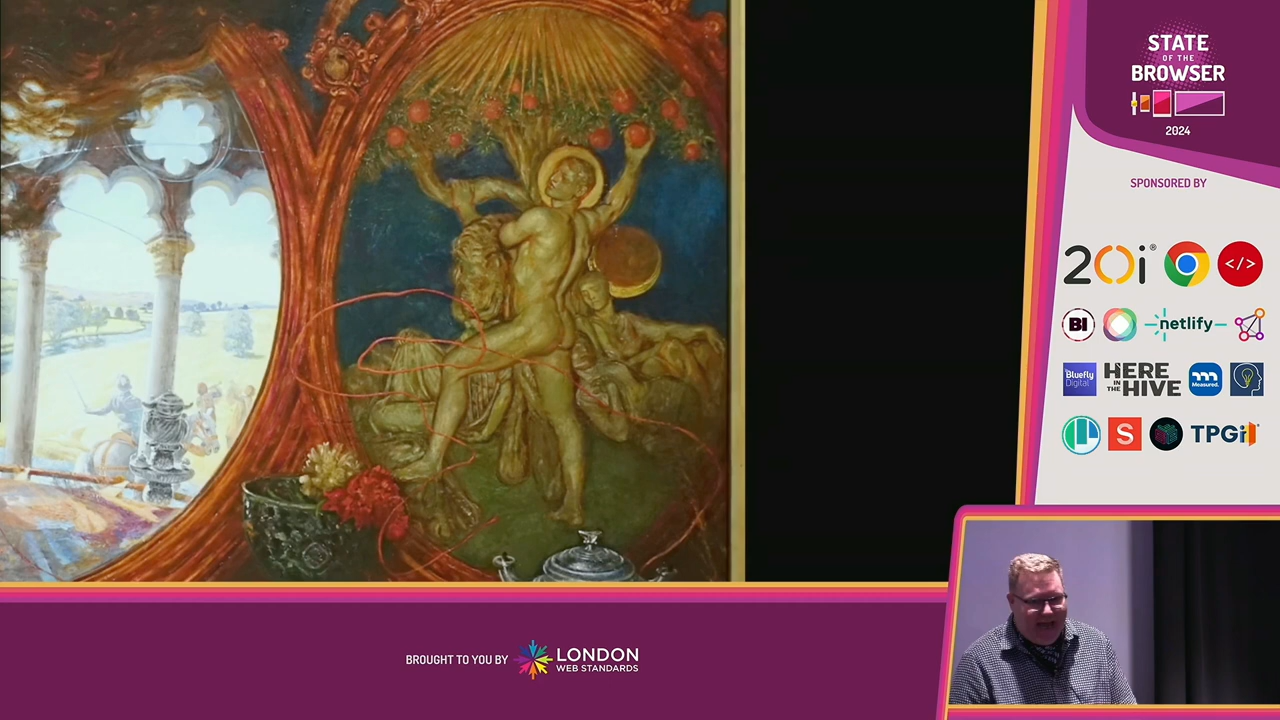 STATE
OF THE
BROWSER
2024
SPONSORED BY
20i®
</>
BI
netlify
Bluefly
Digital
HERE
IN THE
HIVE
m
Measured.
S
TPGi
BROUGHT TO YOU BY
LONDON
WEB STANDARDS